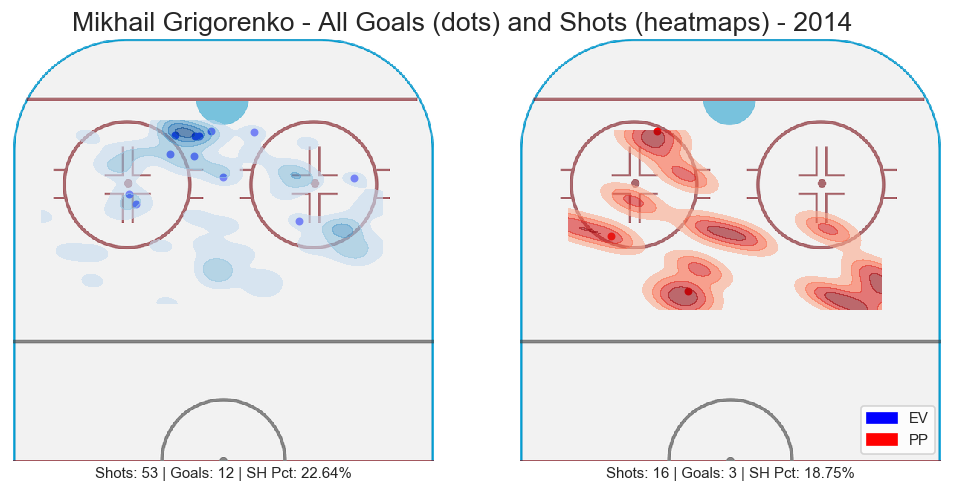 Mikhail Grigorenko - All Goals (dots) and Shots (heatmaps) - 2014
EV
PP
Shots: 53 | Goals: 12 | SH Pct: 22.64%
Shots: 16 | Goals: 3 | SH Pct: 18.75%